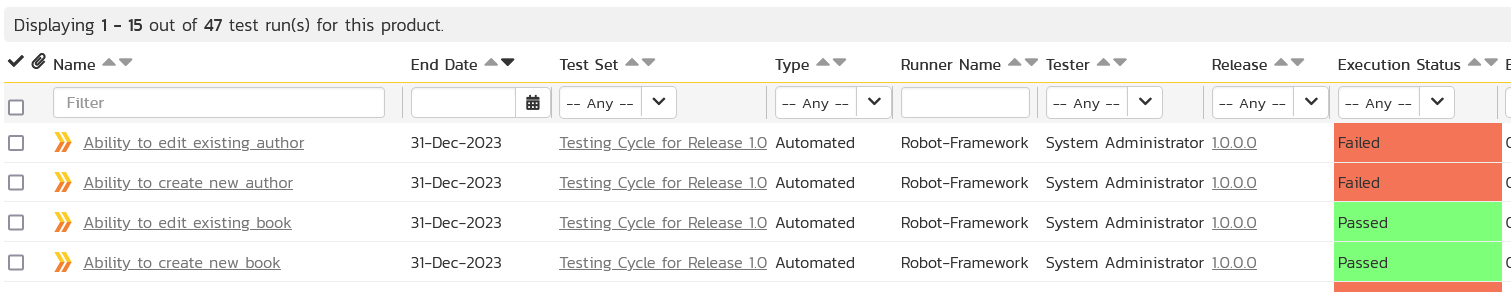 Displaying 1 - 15 out of 47 test run(s) for this product.
Name End Date Test Set Type Runner Name Tester Release Execution Status
Filter -- Any -- -- Any -- -- Any -- -- Any -- -- Any --
Ability to edit existing author 31-Dec-2023 Testing Cycle for Release 1.0 Automated Robot-Framework System Administrator 1.0.0.0 Failed
Ability to create new author 31-Dec-2023 Testing Cycle for Release 1.0 Automated Robot-Framework System Administrator 1.0.0.0 Failed
Ability to edit existing book 31-Dec-2023 Testing Cycle for Release 1.0 Automated Robot-Framework System Administrator 1.0.0.0 Passed
Ability to create new book 31-Dec-2023 Testing Cycle for Release 1.0 Automated Robot-Framework System Administrator 1.0.0.0 Passed